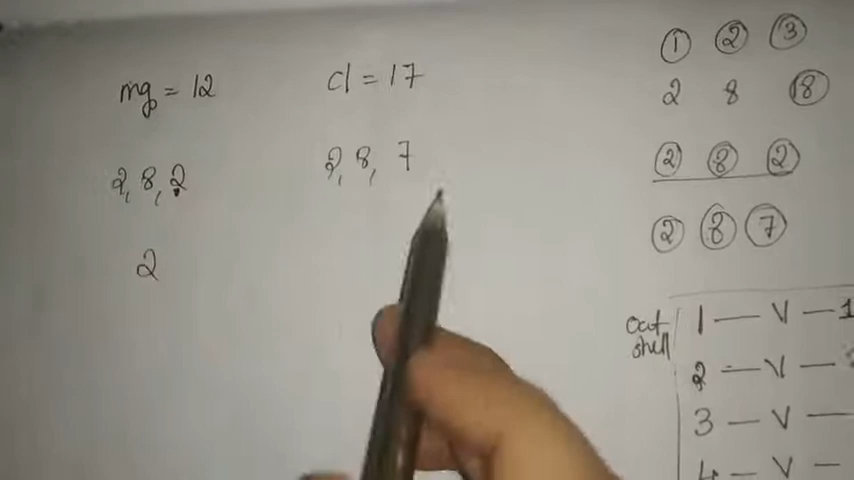 mg = 12 cl = 17
2, 8, 2 2, 8, 7
2
1 2 3
2 8 18
2 8 2
2 8 7
out shell
1 — V — 1
2 — V —
3 — V —
4 — V —